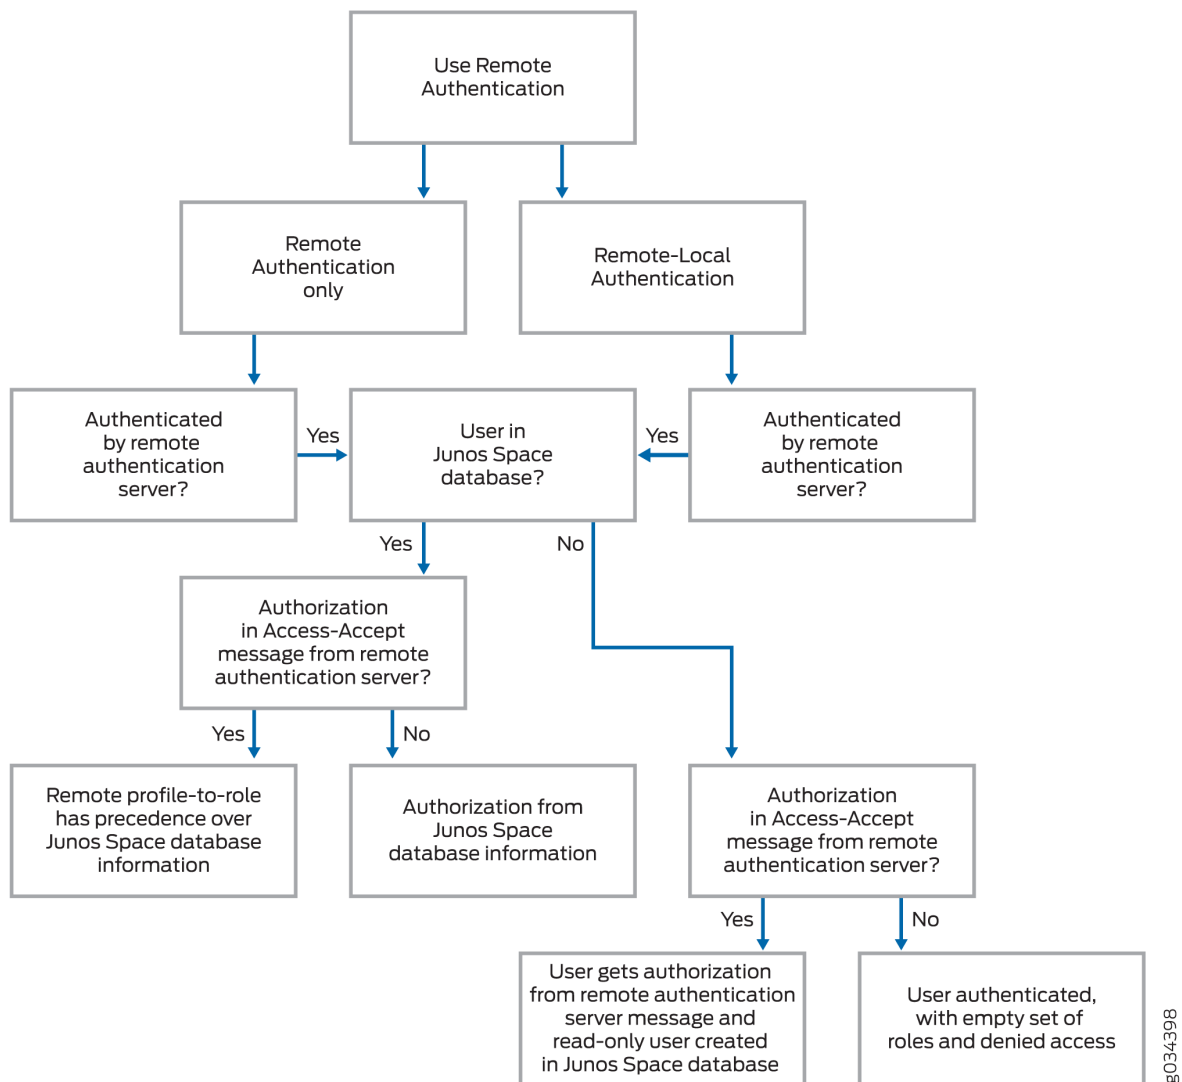 Use Remote
Authentication
Remote
Authentication
only
Remote-Local
Authentication
Authenticated
by remote
authentication
server?
Yes
User in
Junos Space
database?
Yes
Authenticated
by remote
authentication
server?
Yes
No
Authorization
in Access-Accept
message from remote
authentication server?
Yes
No
Remote profile-to-role
has precedence over
Junos Space database
information
Authorization from
Junos Space
database information
Authorization
in Access-Accept
message from remote
authentication server?
Yes
No
User gets authorization
from remote authentication
server message and
read-only user created
in Junos Space database
User authenticated,
with empty set of
roles and denied access
g034398